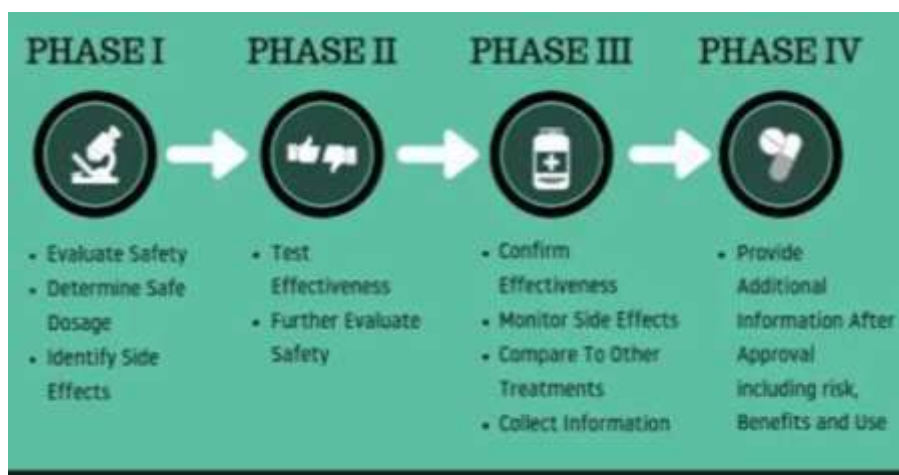 PHASE I
• Evaluate Safety
• Determine Safe
Dosage
• Identify Side
Effects
PHASE II
• Test
Effectiveness
• Further Evaluate
Safety
PHASE III
• Confirm
Effectiveness
• Monitor Side Effects
• Compare To Other
Treatments
• Collect Information
PHASE IV
• Provide
Additional
Information After
Approval
including risk,
Benefits and Use